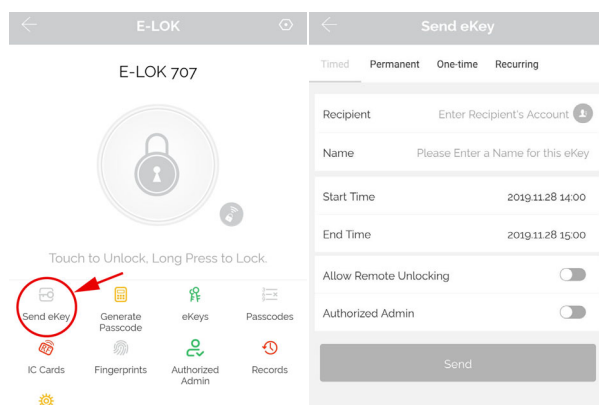 E-LOK
E-LOK 707
Touch to Unlock, Long Press to Lock.
Send eKey
Generate
Passcode
eKeys
Passcodes
IC Cards
Fingerprints
Authorized
Admin
Records
Send eKey
Timed Permanent One-time Recurring
Recipient Enter Recipient's Account
Name Please Enter a Name for this eKey
Start Time 2019.11.28 14:00
End Time 2019.11.28 15:00
Allow Remote Unlocking
Authorized Admin
Send